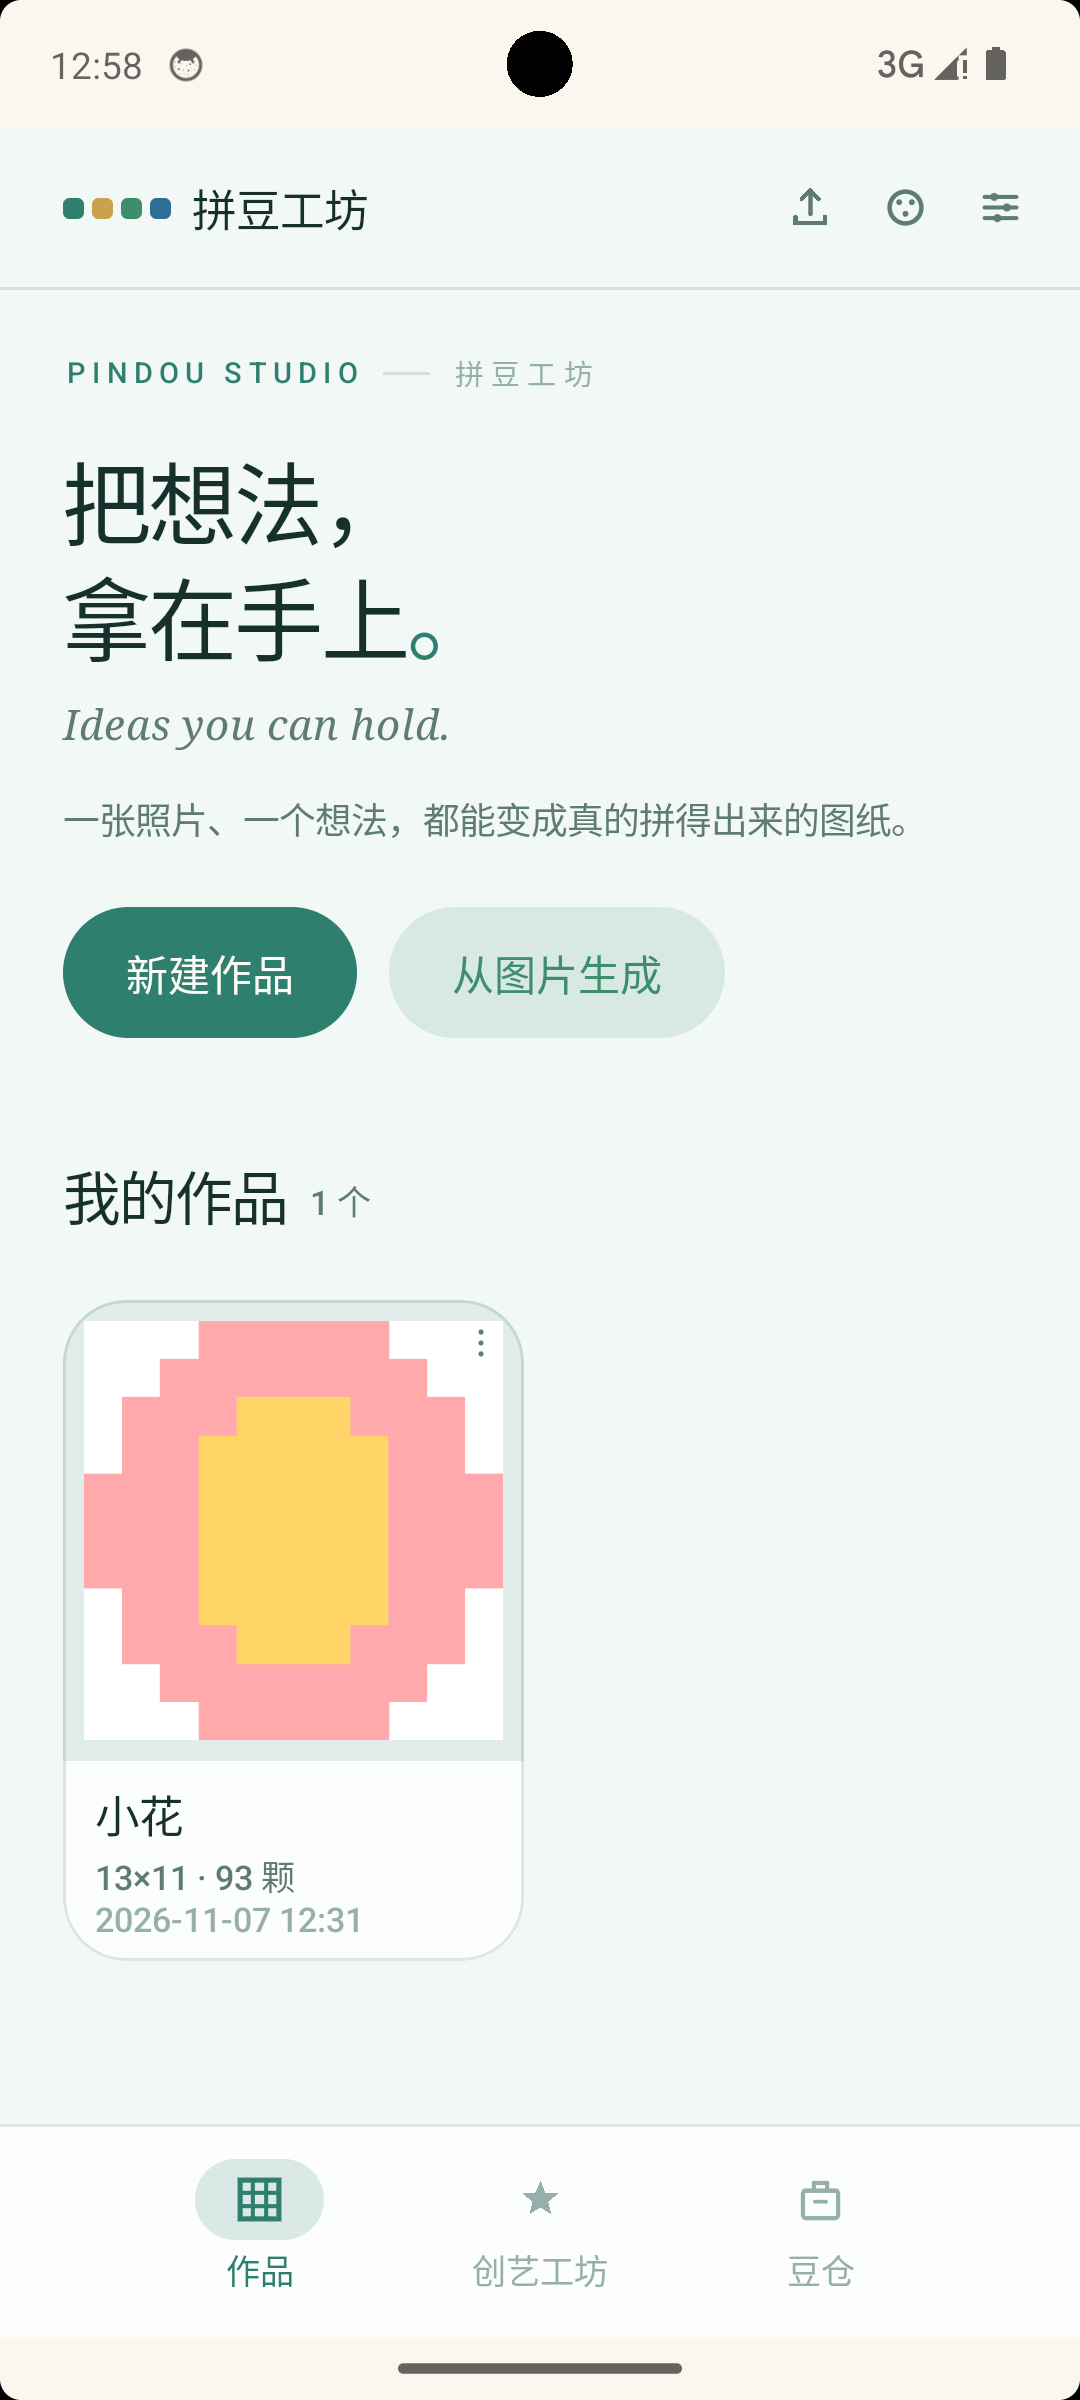 12:58
3G
拼豆工坊
PINDOU STUDIO 拼豆工坊
把想法，
拿在手上。
Ideas you can hold.
一张照片、一个想法，都能变成真的拼得出来的图纸。
新建作品 从图片生成
我的作品 1 个
小花
13×11 · 93 颗
2026-11-07 12:31
作品 创艺工坊 豆仓